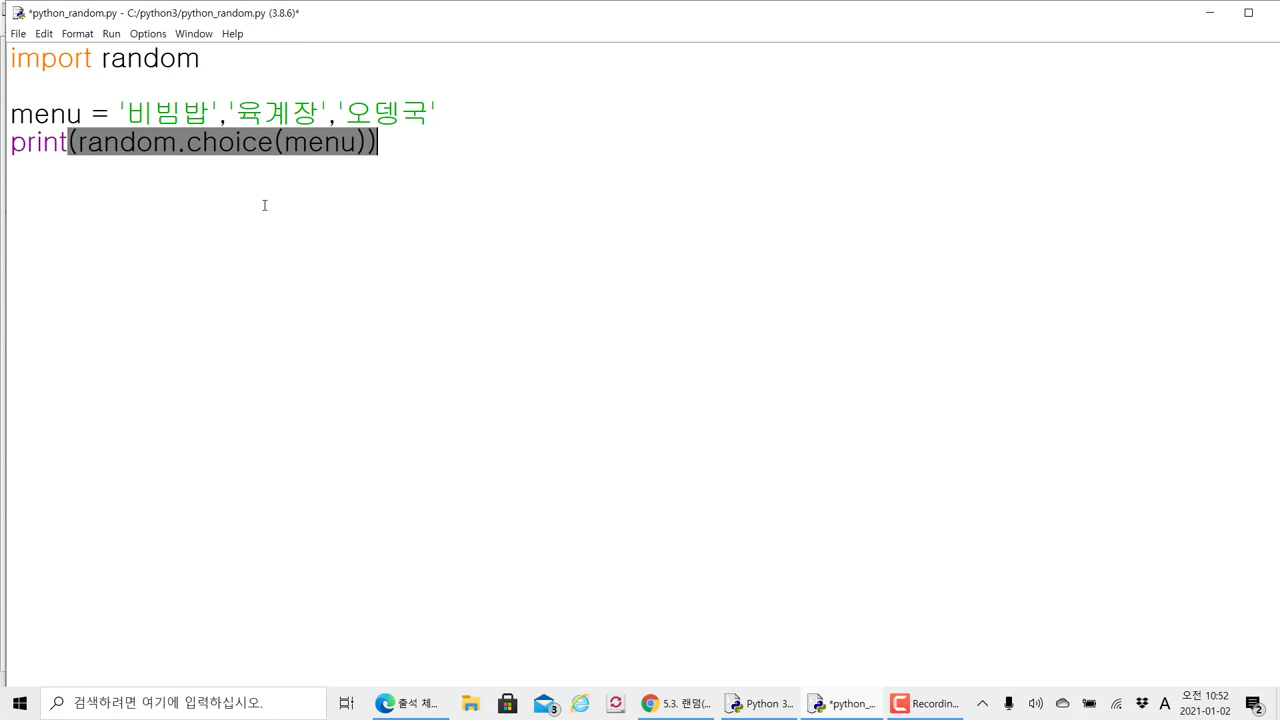 *python_random.py - C:/python3/python_random.py (3.8.6)*
File Edit Format Run Options Window Help
import random
menu = '비빔밥','육계장','오뎅국'
print(random.choice(menu))
검색하려면 여기에 입력하십시오.
출석 체...
3
5.3. 랜덤(...
Python 3...
*python_...
Recordin...
A
오전 10:52
2021-01-02
2